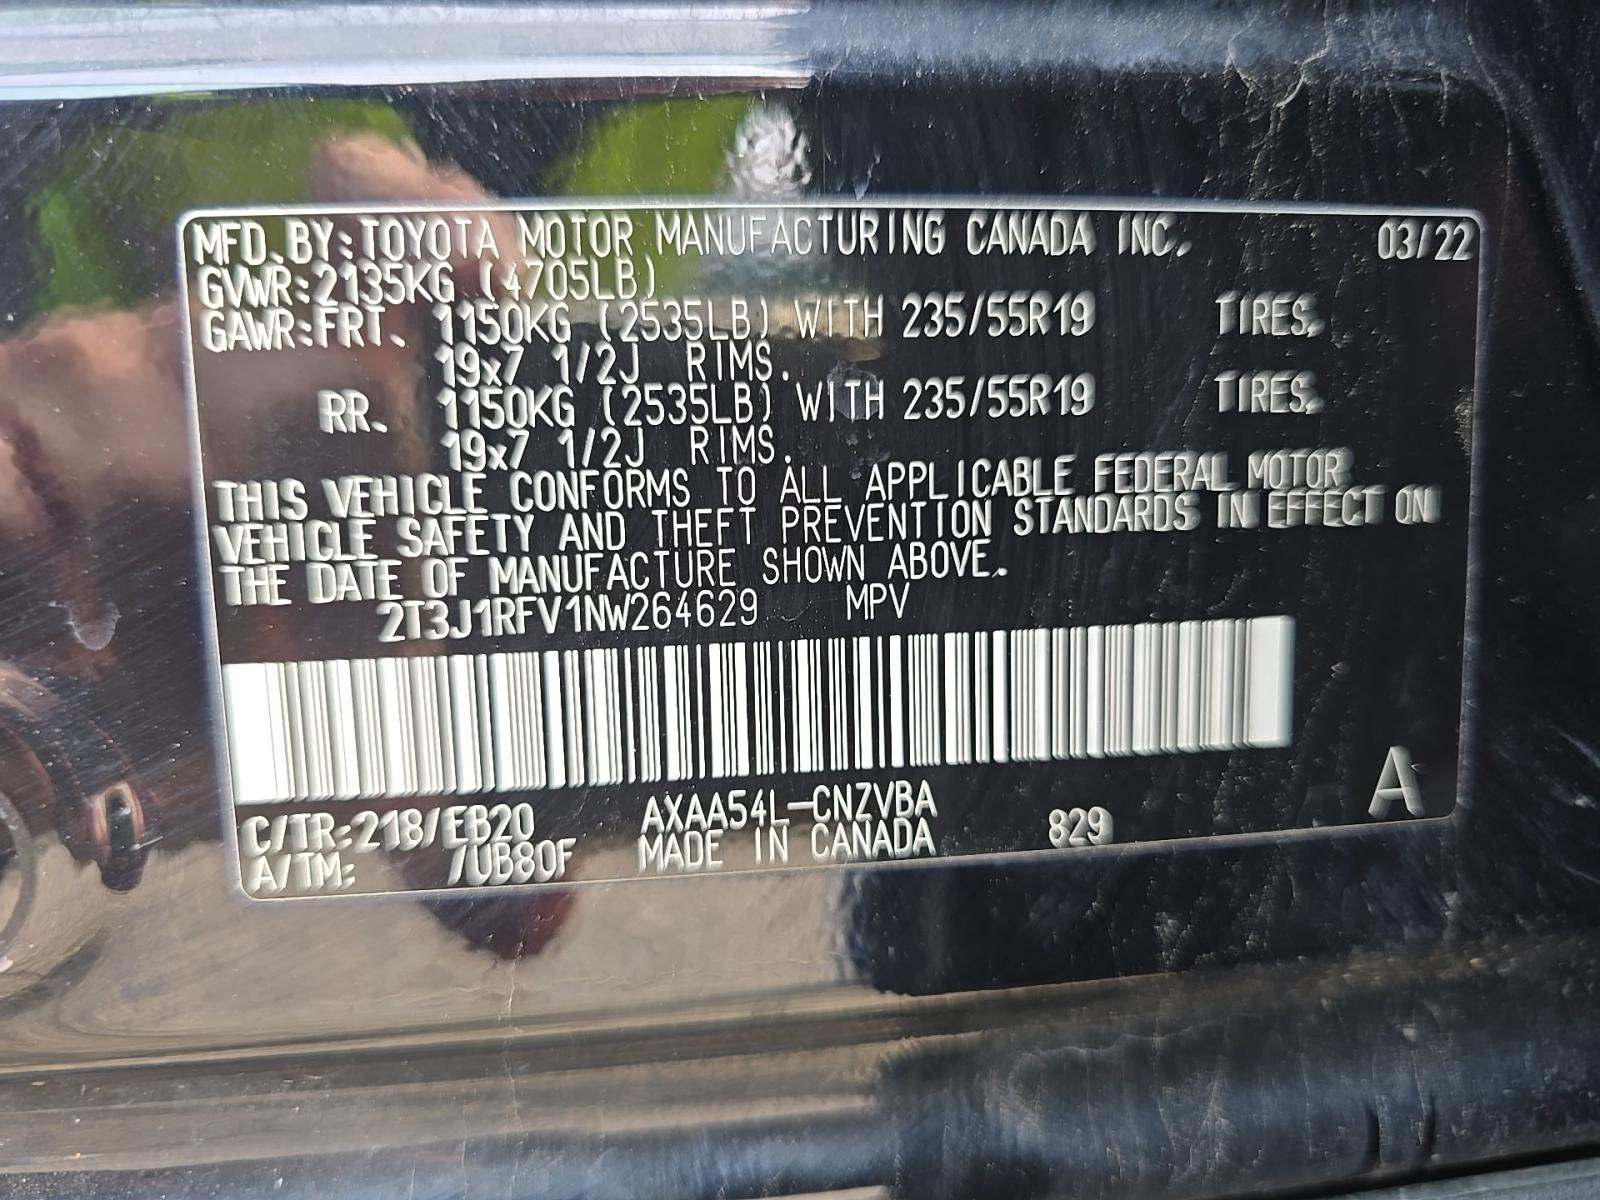 MFD. BY: TOYOTA MOTOR MANUFACTURING CANADA INC. 03/22
GVWR: 2135KG (4705LB)
GAWR: FRT. 1150KG (2535LB) WITH 235/55R19 TIRES,
19x7 1/2J RIMS.
RR. 1150KG (2535LB) WITH 235/55R19 TIRES,
19x7 1/2J RIMS.
THIS VEHICLE CONFORMS TO ALL APPLICABLE FEDERAL MOTOR
VEHICLE SAFETY AND THEFT PREVENTION STANDARDS IN EFFECT ON
THE DATE OF MANUFACTURE SHOWN ABOVE.
2T3J1RFV1NW264629 MPV
A
C/TR: 218/EB20 AXAA54L-CNZVBA 829
A/TM: /UB80F MADE IN CANADA